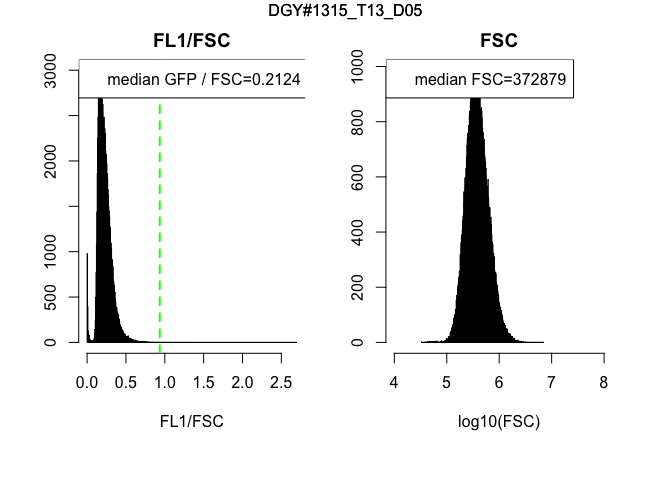 DGY#1315_T13_D05
FL1/FSC
median GFP / FSC=0.2124
3000
2000
1000
500
0
0.0 0.5 1.0 1.5 2.0 2.5
FL1/FSC
FSC
median FSC=372879
1000
800
600
400
200
0
4 5 6 7 8
log10(FSC)